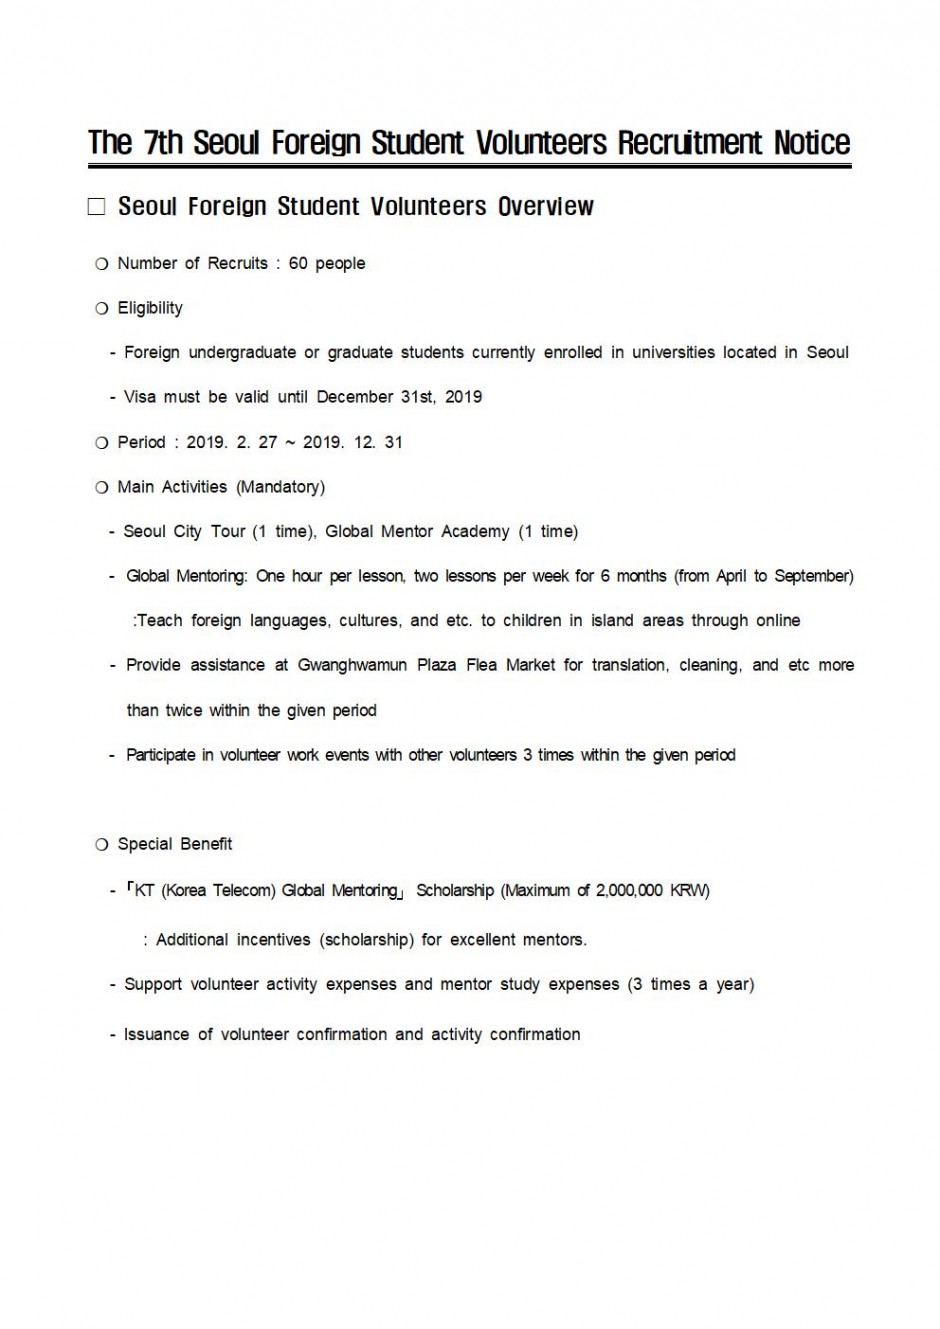 The 7th Seoul Foreign Student Volunteers Recruitment Notice
□ Seoul Foreign Student Volunteers Overview
❍ Number of Recruits : 60 people
❍ Eligibility
- Foreign undergraduate or graduate students currently enrolled in universities located in Seoul
- Visa must be valid until December 31st, 2019
❍ Period : 2019. 2. 27 ~ 2019. 12. 31
❍ Main Activities (Mandatory)
- Seoul City Tour (1 time), Global Mentor Academy (1 time)
- Global Mentoring: One hour per lesson, two lessons per week for 6 months (from April to September)
:Teach foreign languages, cultures, and etc. to children in island areas through online
- Provide assistance at Gwanghwamun Plaza Flea Market for translation, cleaning, and etc more
than twice within the given period
- Participate in volunteer work events with other volunteers 3 times within the given period
❍ Special Benefit
-「KT (Korea Telecom) Global Mentoring」 Scholarship (Maximum of 2,000,000 KRW)
: Additional incentives (scholarship) for excellent mentors.
- Support volunteer activity expenses and mentor study expenses (3 times a year)
- Issuance of volunteer confirmation and activity confirmation